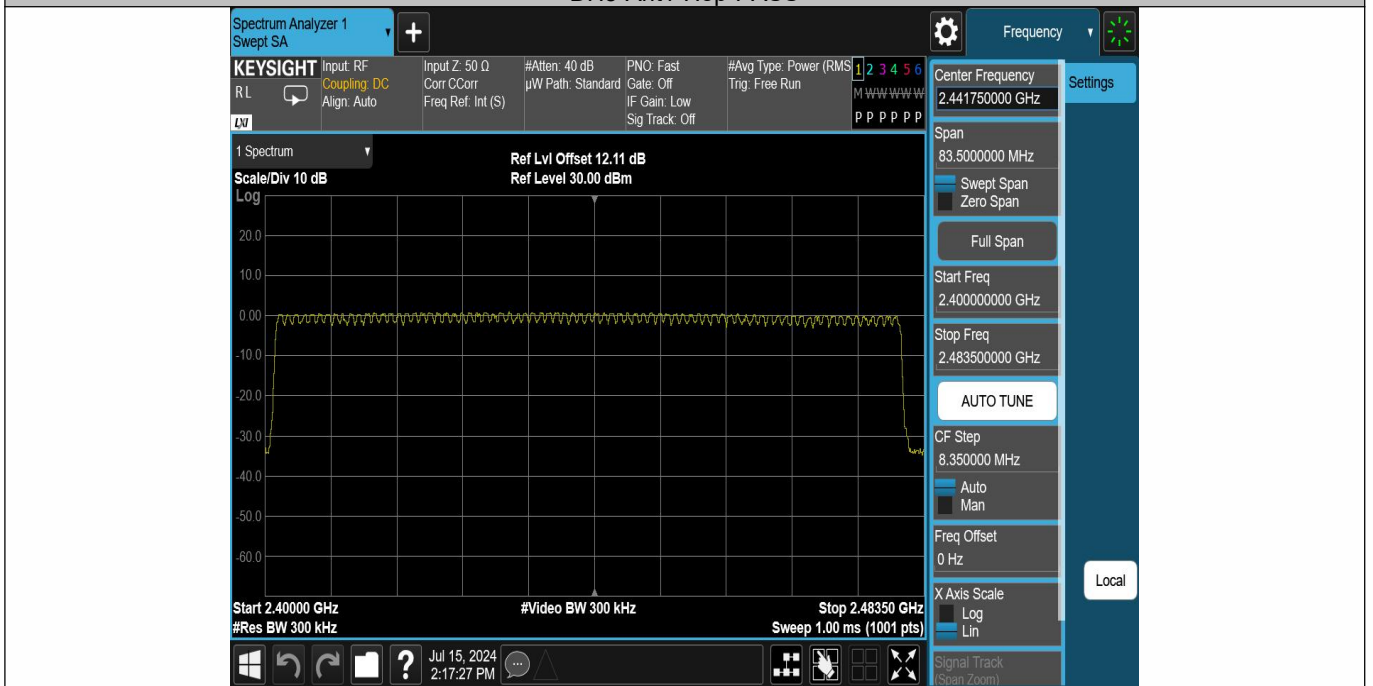 Spectrum Analyzer 1
Swept SA
+
Frequency
KEYSIGHT
RL
LXI
Input: RF
Coupling: DC
Align: Auto
Input Z: 50 Ω
Corr CCorr
Freq Ref: Int (S)
#Atten: 40 dB
µW Path: Standard
PNO: Fast
Gate: Off
IF Gain: Low
Sig Track: Off
#Avg Type: Power (RMS
Trig: Free Run
1 2 3 4 5 6
M W W W W W
P P P P P P
Center Frequency
2.441750000 GHz
Settings
Span
83.5000000 MHz
Swept Span
Zero Span
Full Span
Start Freq
2.400000000 GHz
Stop Freq
2.483500000 GHz
AUTO TUNE
CF Step
8.350000 MHz
Auto
Man
Freq Offset
0 Hz
X Axis Scale
Log
Lin
Signal Track
(Span Zoom)
Local
1 Spectrum
Scale/Div 10 dB
Log
Ref Lvl Offset 12.11 dB
Ref Level 30.00 dBm
20.0
10.0
0.00
-10.0
-20.0
-30.0
-40.0
-50.0
-60.0
Start 2.40000 GHz
#Res BW 300 kHz
#Video BW 300 kHz
Stop 2.48350 GHz
Sweep 1.00 ms (1001 pts)
?
Jul 15, 2024
2:17:27 PM